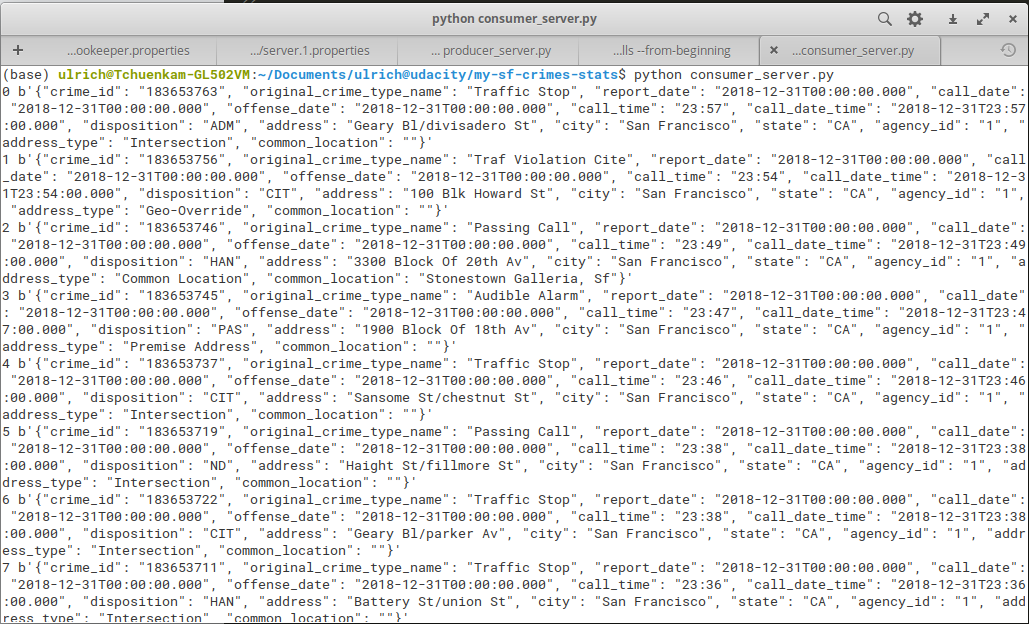 python consumer_server.py
+ ...ookeeper.properties .../server.1.properties ... producer_server.py ...lls --from-beginning × ...consumer_server.py
(base) ulrich@Tchuenkam-GL502VM:~/Documents/ulrich@udacity/my-sf-crimes-stats$ python consumer_server.py
0 b'{"crime_id": "183653763", "original_crime_type_name": "Traffic Stop", "report_date": "2018-12-31T00:00:00.000", "call_date":
 "2018-12-31T00:00:00.000", "offense_date": "2018-12-31T00:00:00.000", "call_time": "23:57", "call_date_time": "2018-12-31T23:57
:00.000", "disposition": "ADM", "address": "Geary Bl/divisadero St", "city": "San Francisco", "state": "CA", "agency_id": "1", "
address_type": "Intersection", "common_location": ""}'
1 b'{"crime_id": "183653756", "original_crime_type_name": "Traf Violation Cite", "report_date": "2018-12-31T00:00:00.000", "call
_date": "2018-12-31T00:00:00.000", "offense_date": "2018-12-31T00:00:00.000", "call_time": "23:54", "call_date_time": "2018-12-3
1T23:54:00.000", "disposition": "CIT", "address": "100 Blk Howard St", "city": "San Francisco", "state": "CA", "agency_id": "1",
 "address_type": "Geo-Override", "common_location": ""}'
2 b'{"crime_id": "183653746", "original_crime_type_name": "Passing Call", "report_date": "2018-12-31T00:00:00.000", "call_date":
 "2018-12-31T00:00:00.000", "offense_date": "2018-12-31T00:00:00.000", "call_time": "23:49", "call_date_time": "2018-12-31T23:49
:00.000", "disposition": "HAN", "address": "3300 Block Of 20th Av", "city": "San Francisco", "state": "CA", "agency_id": "1", "a
ddress_type": "Common Location", "common_location": "Stonestown Galleria, Sf"}'
3 b'{"crime_id": "183653745", "original_crime_type_name": "Audible Alarm", "report_date": "2018-12-31T00:00:00.000", "call_date"
: "2018-12-31T00:00:00.000", "offense_date": "2018-12-31T00:00:00.000", "call_time": "23:47", "call_date_time": "2018-12-31T23:4
7:00.000", "disposition": "PAS", "address": "1900 Block Of 18th Av", "city": "San Francisco", "state": "CA", "agency_id": "1", "
address_type": "Premise Address", "common_location": ""}'
4 b'{"crime_id": "183653737", "original_crime_type_name": "Traffic Stop", "report_date": "2018-12-31T00:00:00.000", "call_date":
 "2018-12-31T00:00:00.000", "offense_date": "2018-12-31T00:00:00.000", "call_time": "23:46", "call_date_time": "2018-12-31T23:46
:00.000", "disposition": "CIT", "address": "Sansome St/chestnut St", "city": "San Francisco", "state": "CA", "agency_id": "1", "
address_type": "Intersection", "common_location": ""}'
5 b'{"crime_id": "183653719", "original_crime_type_name": "Passing Call", "report_date": "2018-12-31T00:00:00.000", "call_date":
 "2018-12-31T00:00:00.000", "offense_date": "2018-12-31T00:00:00.000", "call_time": "23:38", "call_date_time": "2018-12-31T23:38
:00.000", "disposition": "ND", "address": "Haight St/fillmore St", "city": "San Francisco", "state": "CA", "agency_id": "1", "ad
dress_type": "Intersection", "common_location": ""}'
6 b'{"crime_id": "183653722", "original_crime_type_name": "Traffic Stop", "report_date": "2018-12-31T00:00:00.000", "call_date":
 "2018-12-31T00:00:00.000", "offense_date": "2018-12-31T00:00:00.000", "call_time": "23:38", "call_date_time": "2018-12-31T23:38
:00.000", "disposition": "CIT", "address": "Geary Bl/parker Av", "city": "San Francisco", "state": "CA", "agency_id": "1", "addr
ess_type": "Intersection", "common_location": ""}'
7 b'{"crime_id": "183653711", "original_crime_type_name": "Traffic Stop", "report_date": "2018-12-31T00:00:00.000", "call_date":
 "2018-12-31T00:00:00.000", "offense_date": "2018-12-31T00:00:00.000", "call_time": "23:36", "call_date_time": "2018-12-31T23:36
:00.000", "disposition": "HAN", "address": "Battery St/union St", "city": "San Francisco", "state": "CA", "agency_id": "1", "add
ress_type": "Intersection", "common_location": ""}'